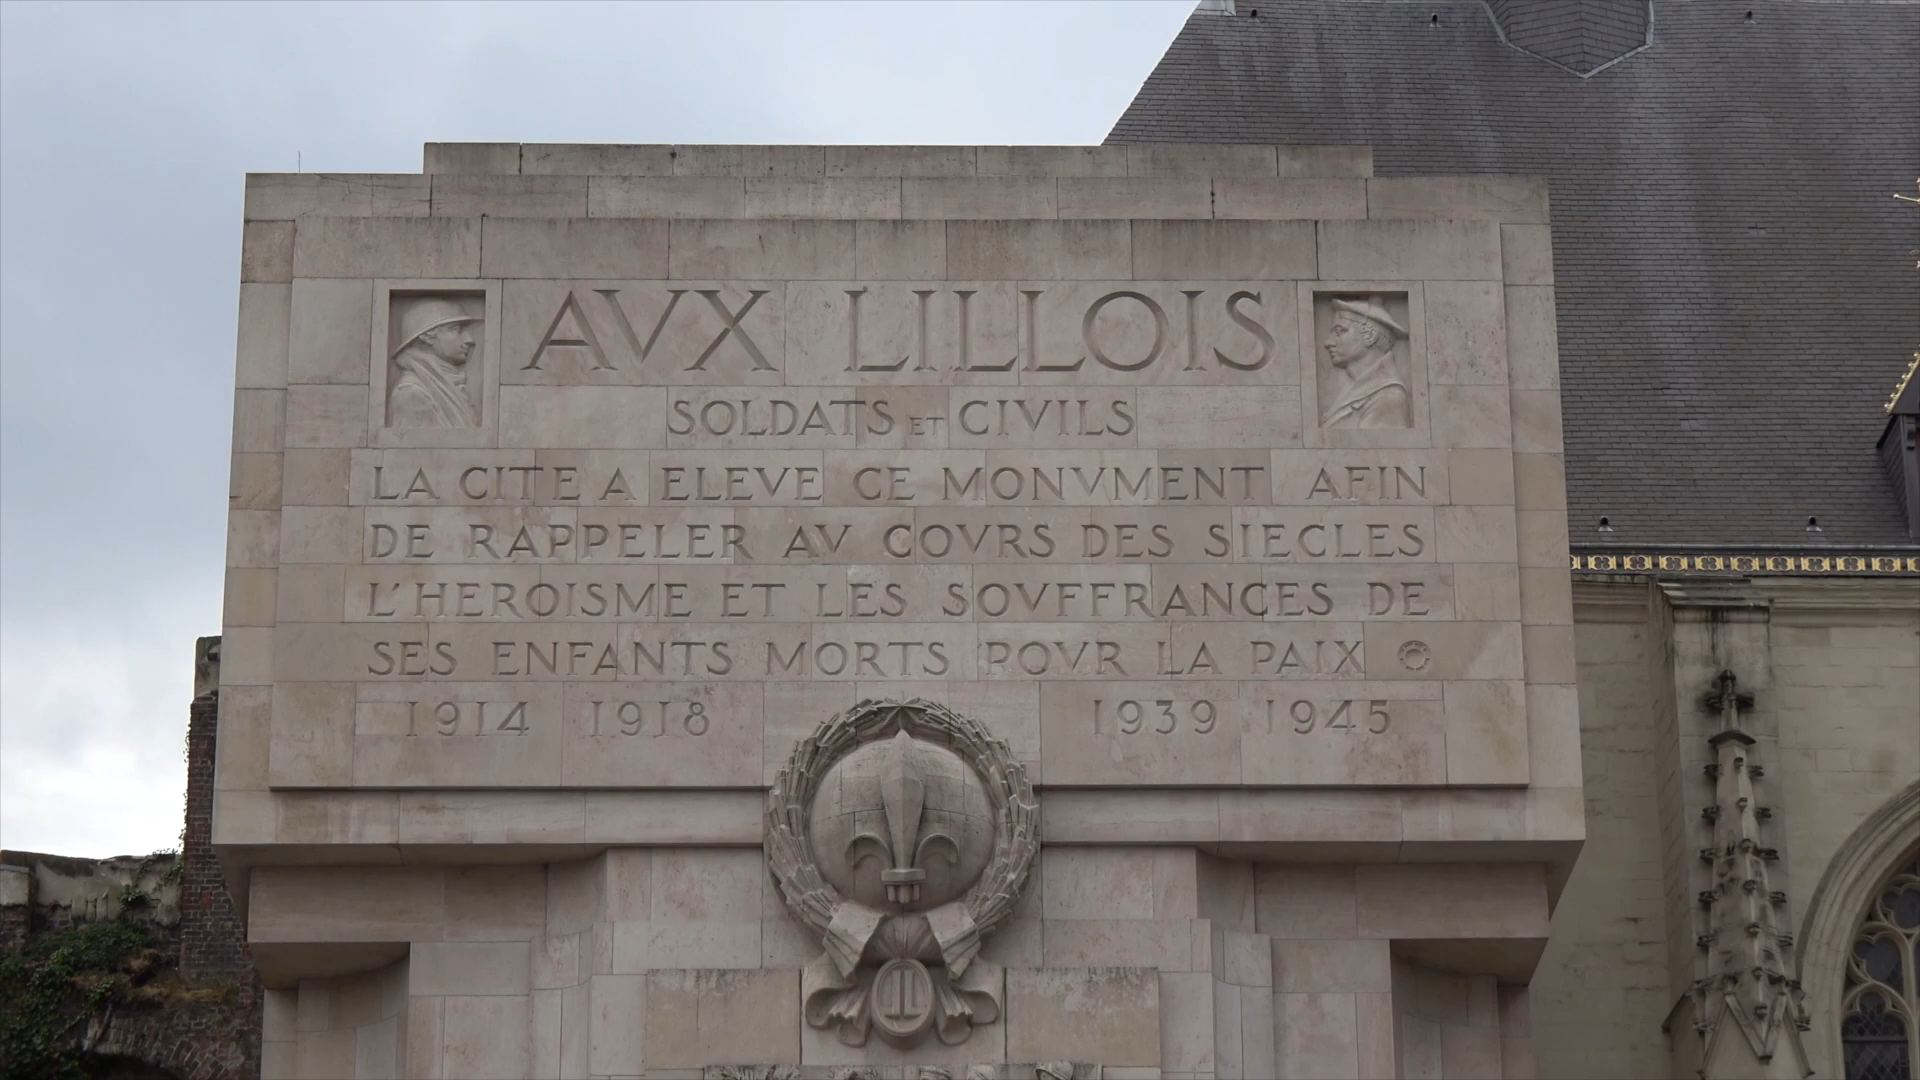 AVX LILLOIS
SOLDATS ET CIVILS
LA CITE A ELEVE CE MONVMENT AFIN
DE RAPPELER AV COVRS DES SIECLES
L'HEROISME ET LES SOVFFRANCES DE
SES ENFANTS MORTS POVR LA PAIX
1914 1918 1939 1945